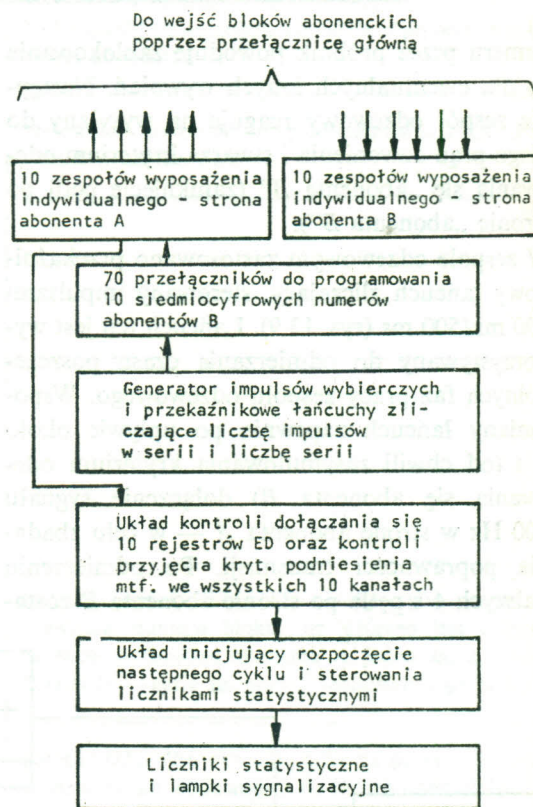 Do wejść bloków abonenckich
poprzez przełącznicę główną
10 zespołów wyposażenia
indywidualnego - strona
abonenta A
10 zespołów wyposażenia
indywidualnego - strona
abonenta B
70 przełączników do programowania
10 siedmiocyfrowych numerów
abonentów B
Generator impulsów wybierczych
i przekaźnikowe łańcuchy zli-
czające liczbę impulsów
w serii i liczbę serii
Układ kontroli dołączania się
10 rejestrów ED oraz kontroli
przyjęcia kryt. podniesienia
mtf. we wszystkich 10 kanałach
Układ inicjujący rozpoczęcie
następnego cyklu i sterowania
licznikami statystycznymi
Liczniki statystyczne
i lampki sygnalizacyjne